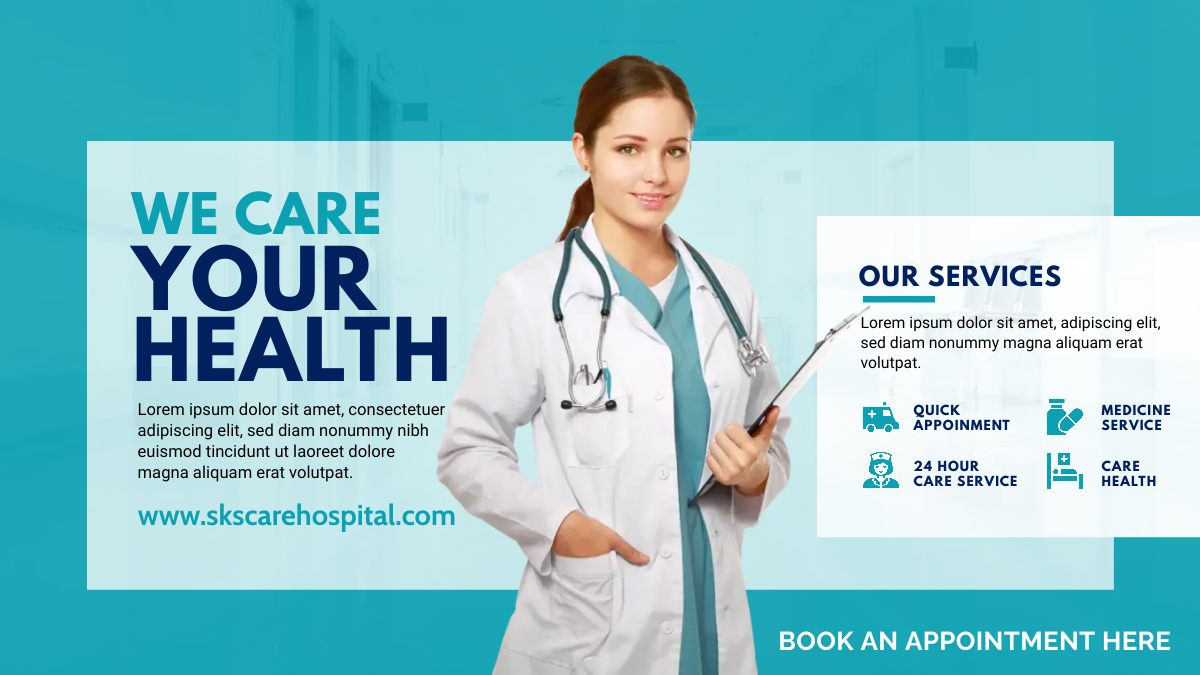 WE CARE
YOUR
HEALTH
Lorem ipsum dolor sit amet, consectetuer
adipiscing elit, sed diam nonummy nibh
euismod tincidunt ut laoreet dolore
magna aliquam erat volutpat.
www.skscarehospital.com
OUR SERVICES
Lorem ipsum dolor sit amet, adipiscing elit,
sed diam nonummy magna aliquam erat
volutpat.
QUICK
APPOINMENT
MEDICINE
SERVICE
24 HOUR
CARE SERVICE
CARE
HEALTH
BOOK AN APPOINTMENT HERE